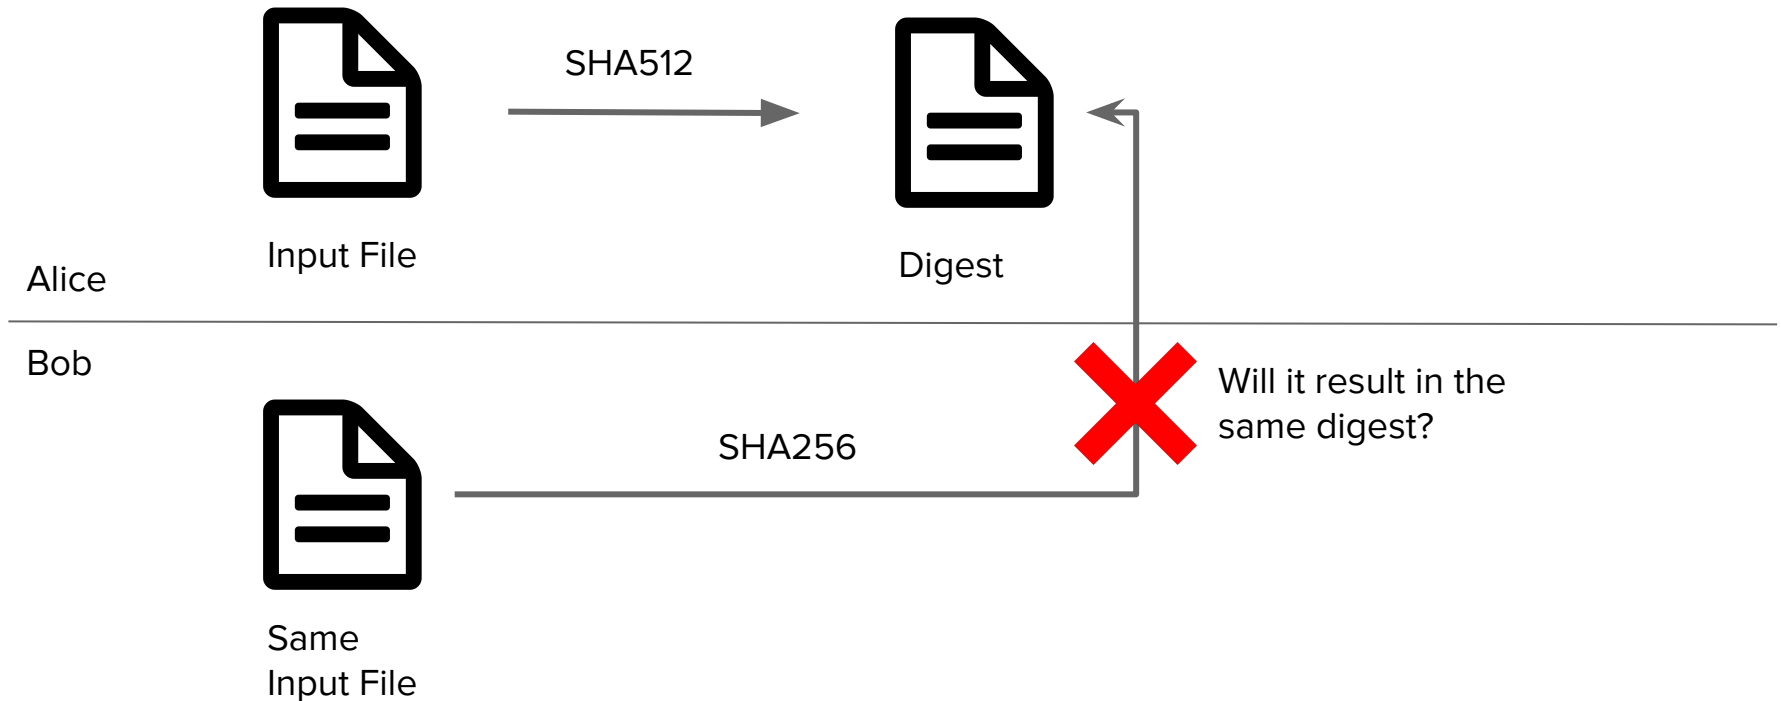 SHA512
Input File
Digest
Alice
Bob
Will it result in the
same digest?
SHA256
Same
Input File